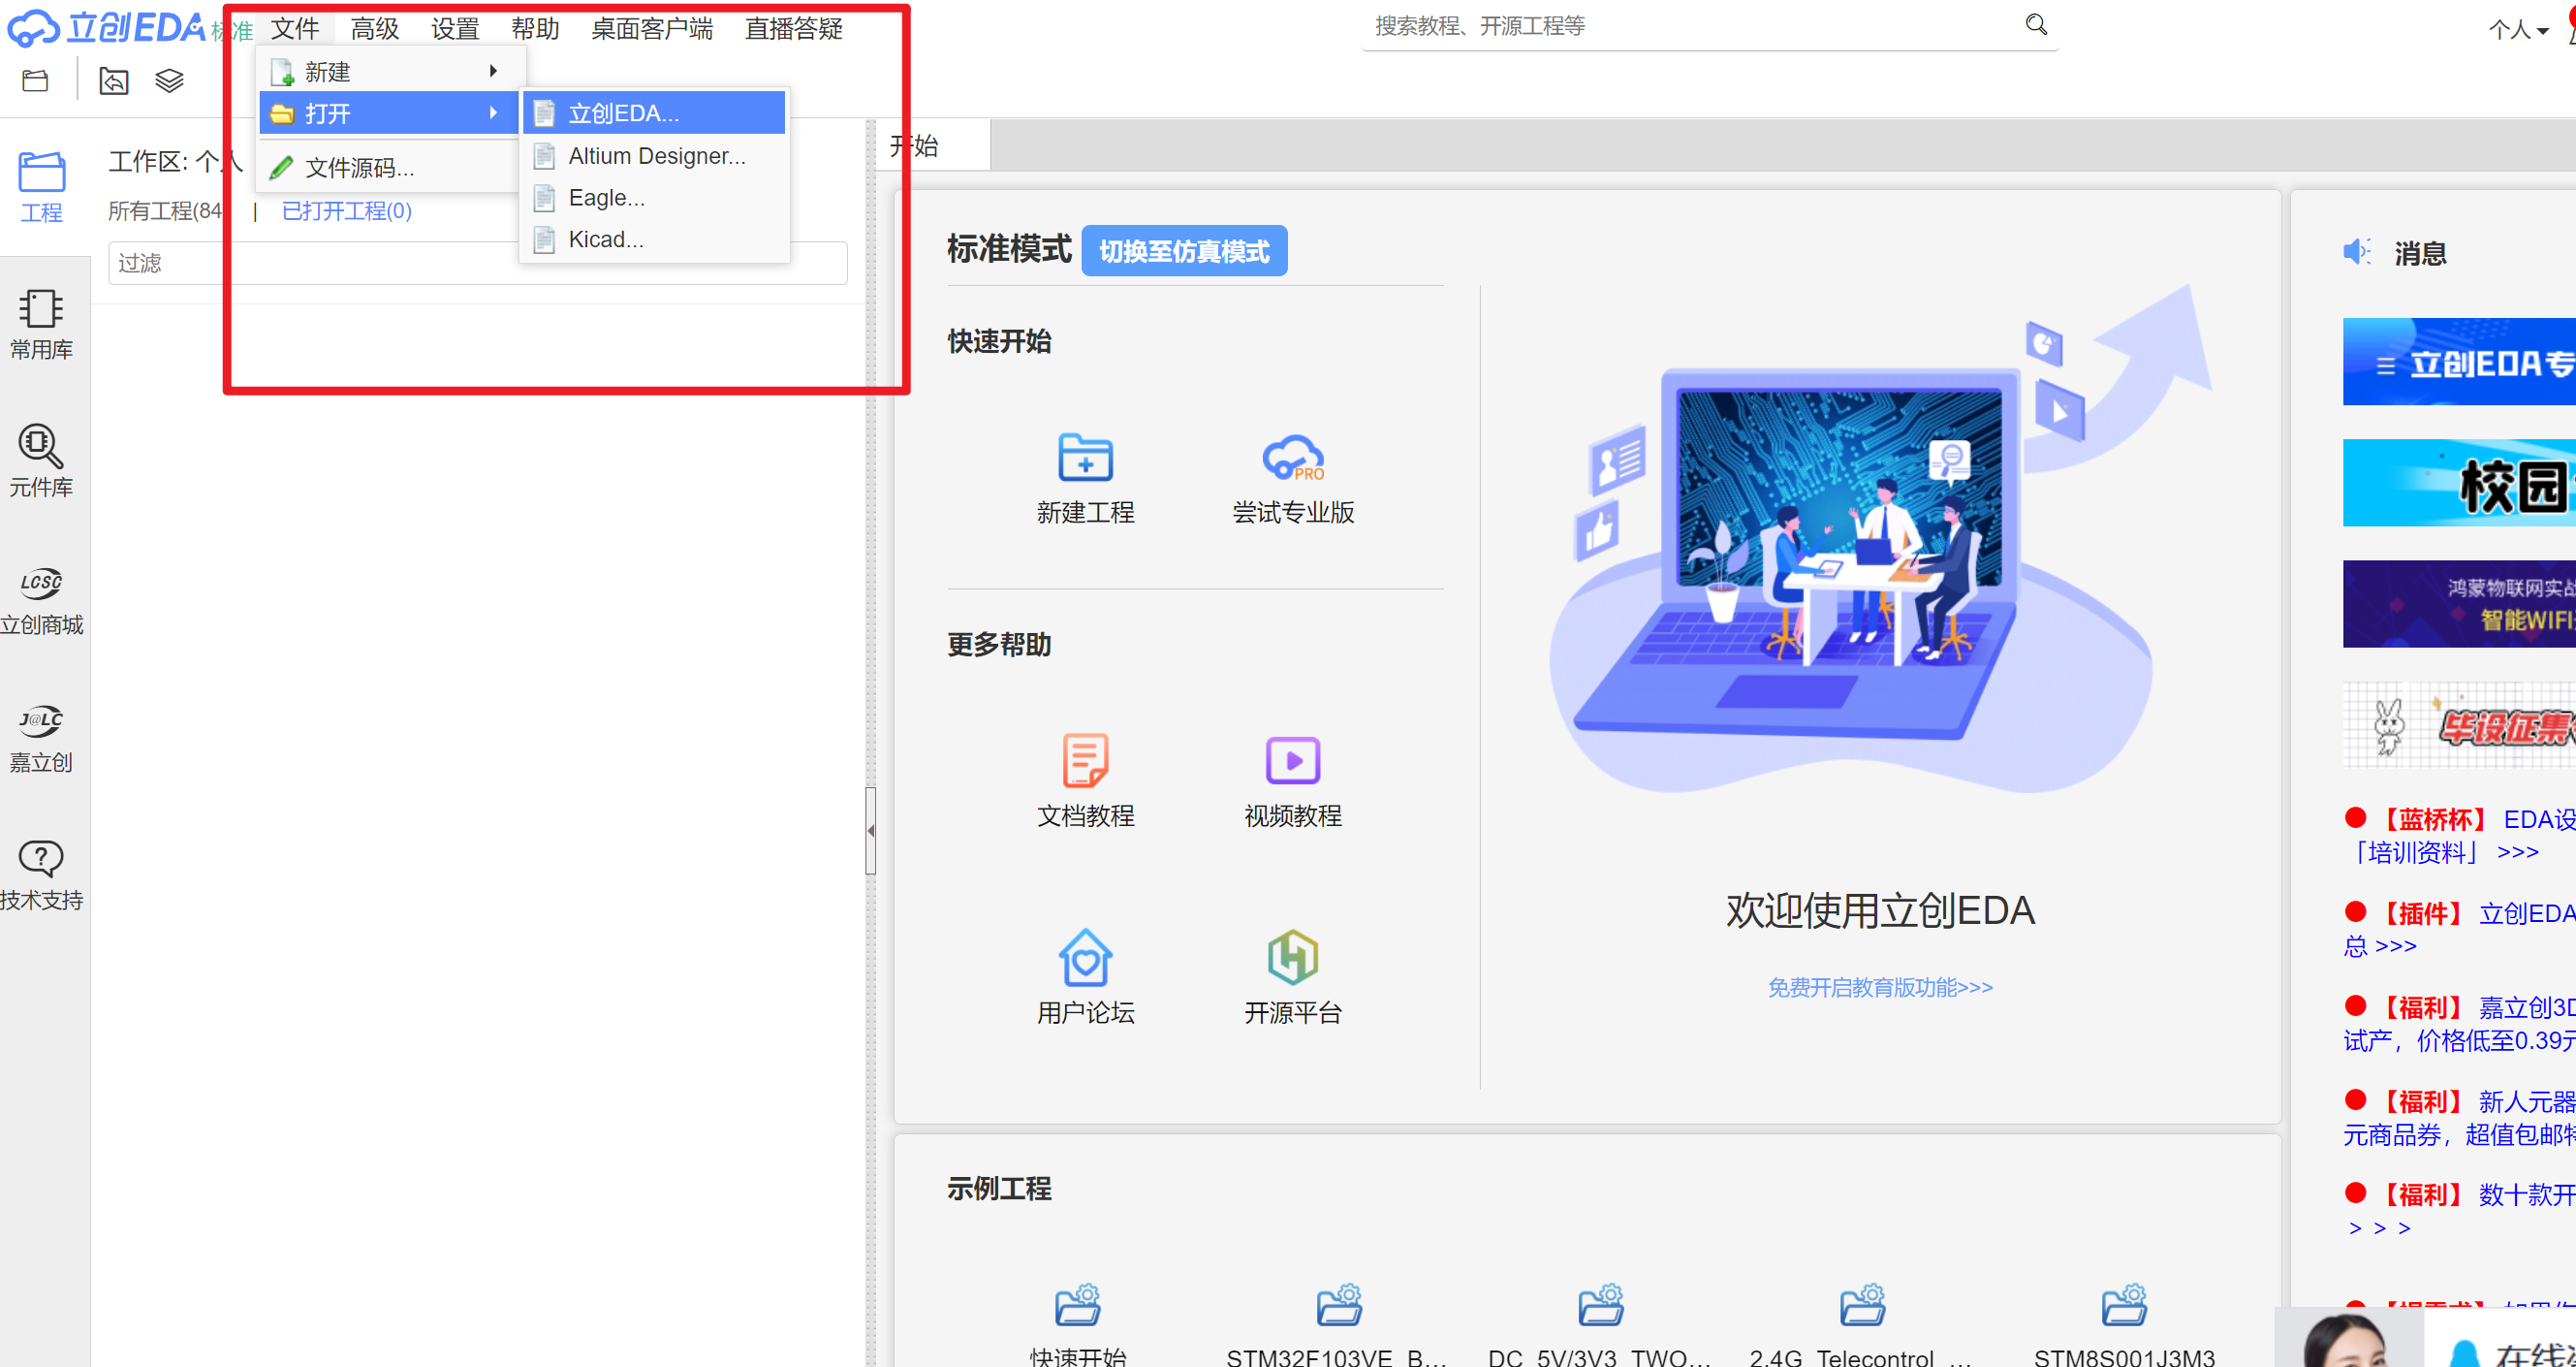 立创EDA 标准 文件 高级 设置 帮助 桌面客户端 直播答疑 搜索教程、开源工程等 个人
新建
打开
文件源码...
立创EDA...
Altium Designer...
Eagle...
Kicad...
工程
常用库
元件库
LCSC
立创商城
J@LC
嘉立创
技术支持
工作区: 个人
所有工程(84 | 已打开工程(0)
过滤
开始
标准模式 切换至仿真模式
快速开始
新建工程 尝试专业版
PRO
更多帮助
文档教程 视频教程
用户论坛 开源平台
欢迎使用立创EDA
免费开启教育版功能>>>
示例工程
快速开始 STM32F103VE_B... DC_5V/3V3_TWO... 2.4G_Telecontrol_... STM8S001J3M3
消息
立创EDA专
校园
鸿蒙物联网实战
智能WIFI
毕设征集
【蓝桥杯】 EDA设
「培训资料」 >>>
【插件】 立创EDA
总 >>>
【福利】 嘉立创3D
试产，价格低至0.39元
【福利】 新人元器
元商品券，超值包邮特
【福利】 数十款开
> > >
在线